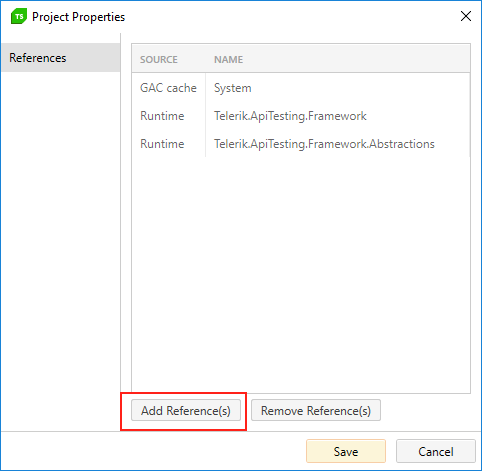 TS Project Properties
References
SOURCE NAME
GAC cache System
Runtime Telerik.ApiTesting.Framework
Runtime Telerik.ApiTesting.Framework.Abstractions
Add Reference(s) Remove Reference(s)
Save Cancel